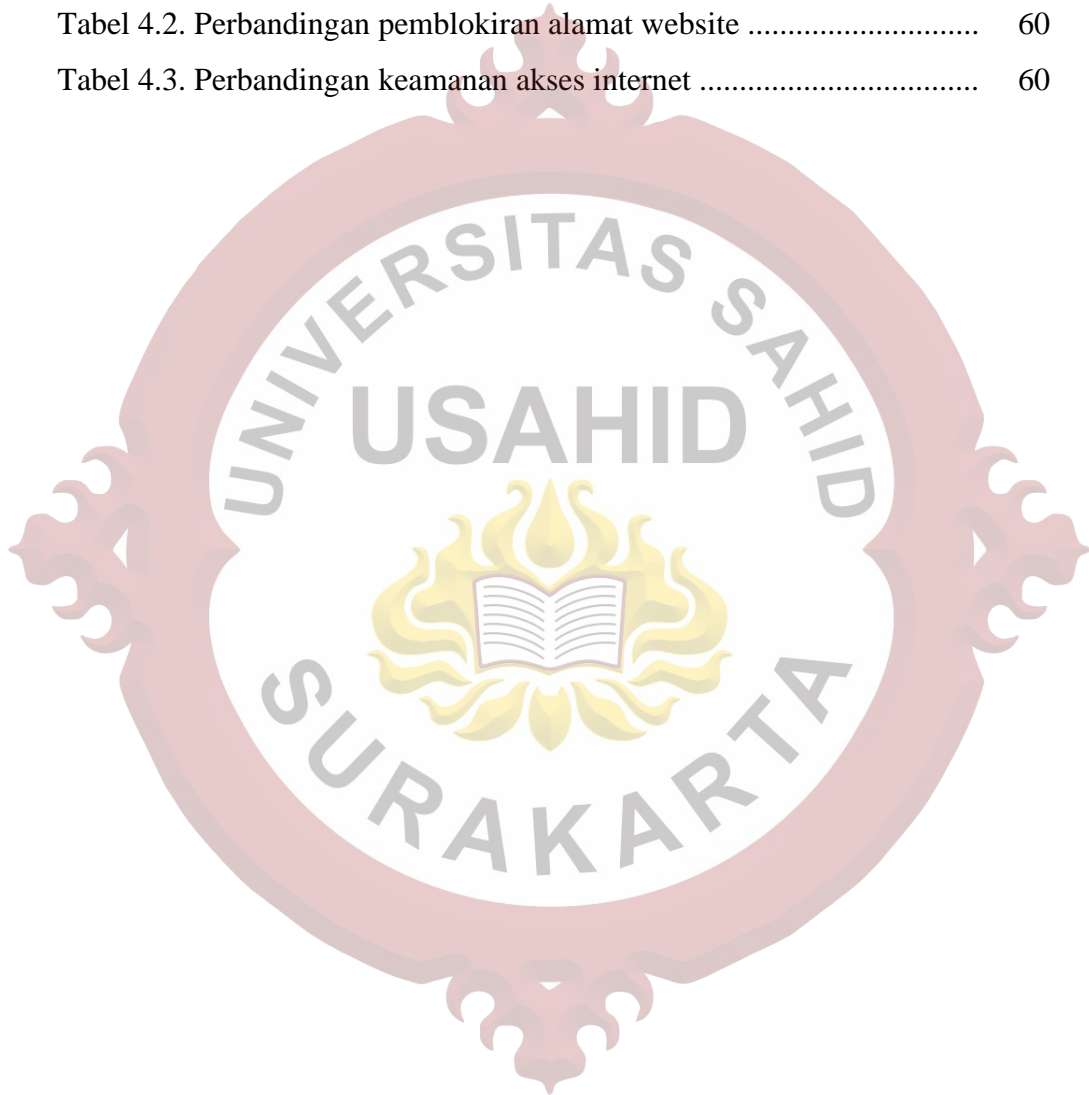 Tabel 4.2. Perbandingan pemblokiran alamat website ............................. 60
Tabel 4.3. Perbandingan keamanan akses internet ................................... 60
UNIVERSITAS SAHID
USAHID
SURAKARTA